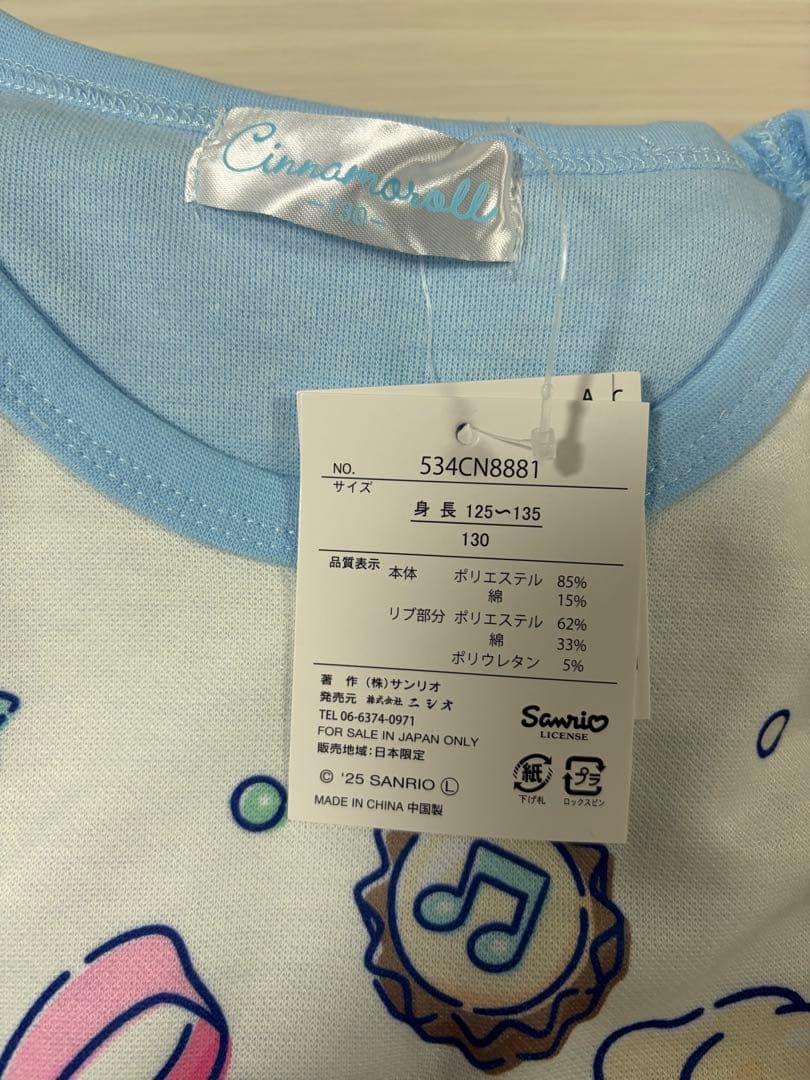 Cinnamoroll
-130-
NO. 534CN8881
サイズ
身長 125〜135
130
品質表示 本体 ポリエステル 85%
綿 15%
リブ部分 ポリエステル 62%
綿 33%
ポリウレタン 5%
著作 (株)サンリオ
発売元 株式会社 ニシオ
TEL 06-6374-0971
FOR SALE IN JAPAN ONLY
販売地域:日本限定
© '25 SANRIO Ⓛ
MADE IN CHINA 中国製
Sanrio
LICENSE
紙
下げ札
プラ
ロックスピン